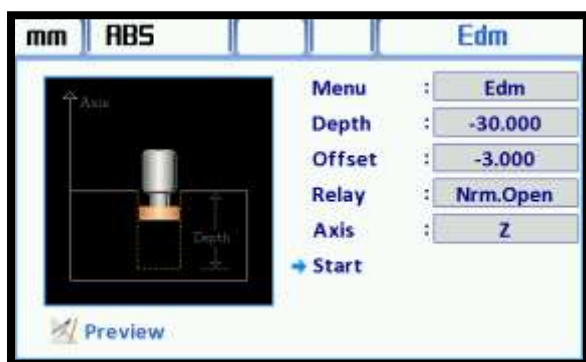 mm ABS Edm
Axis
Depth
Menu : Edm
Depth : -30.000
Offset : -3.000
Relay : Nrm.Open
Axis : Z
Start
Preview